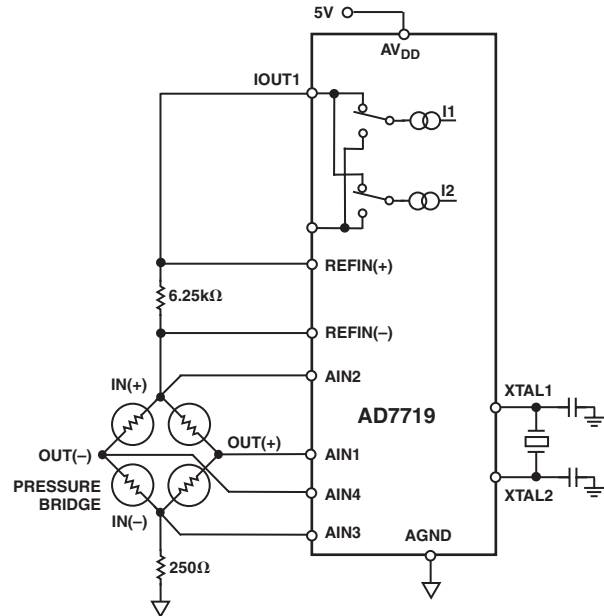 5V
AVDD
IOUT1
I1
I2
REFIN(+)
6.25kΩ
REFIN(–)
AIN2
IN(+)
XTAL1
AD7719
OUT(+)
AIN1
OUT(–)
PRESSURE
BRIDGE
AIN4
XTAL2
IN(–)
AIN3
AGND
250Ω